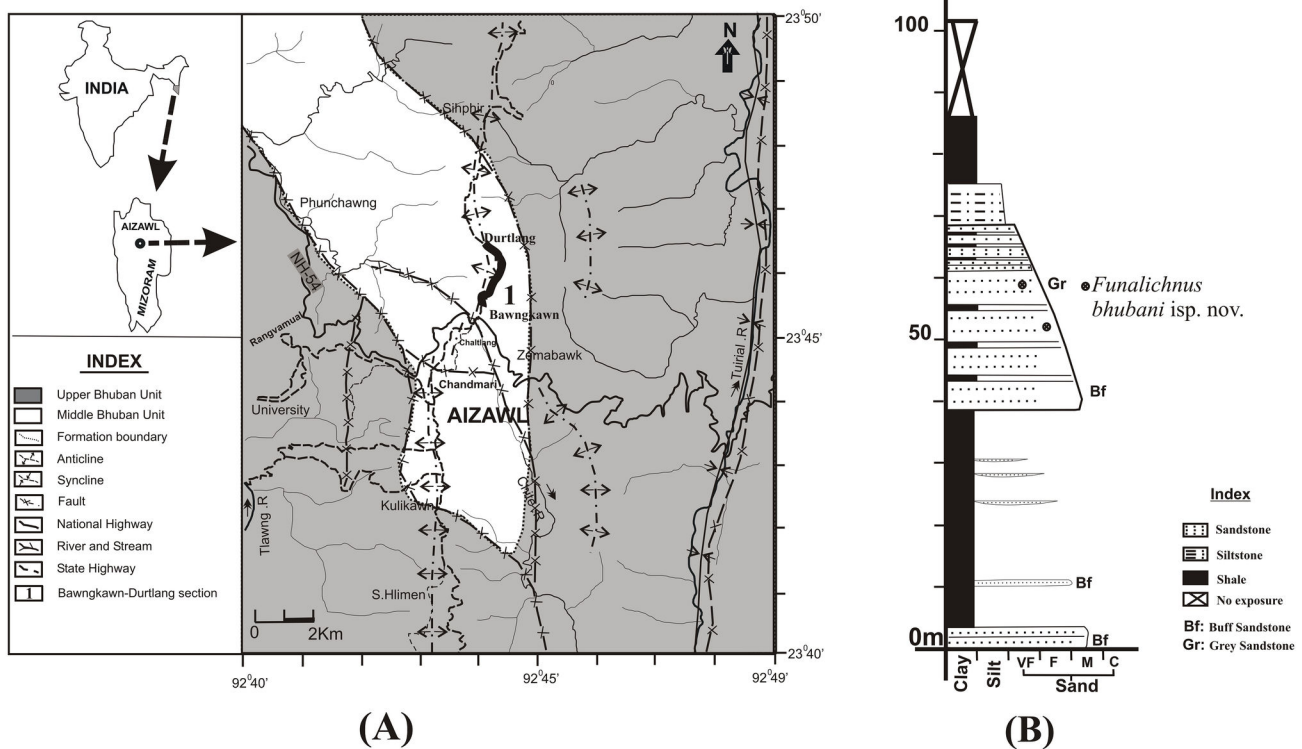 INDIA
AIZAWL
MIZORAM
INDEX
Upper Bhuban Unit
Middle Bhuban Unit
Formation boundary
Anticline
Syncline
Fault
National Highway
River and Stream
State Highway
1 Bawngkawn-Durtlang section
N
23°50'
Sihphir
Phunchawng
Durtlang
NH-54
1
Bawngkawn
Rangvamual
Chaltlang
Zemabawk
23°45'
Tuirial .R
Chandmari
University
AIZAWL
Kulikawn
Tlawng .R
S.Hlimen
0 2Km
23°40'
92°40'
92°45'
92°49'
(A)
100
Gr
Funalichnus
bhubani isp. nov.
50
Bf
Bf
0m
Bf
Clay
Silt
VF
F
M
C
Sand
Index
Sandstone
Siltstone
Shale
No exposure
Bf: Buff Sandstone
Gr: Grey Sandstone
(B)